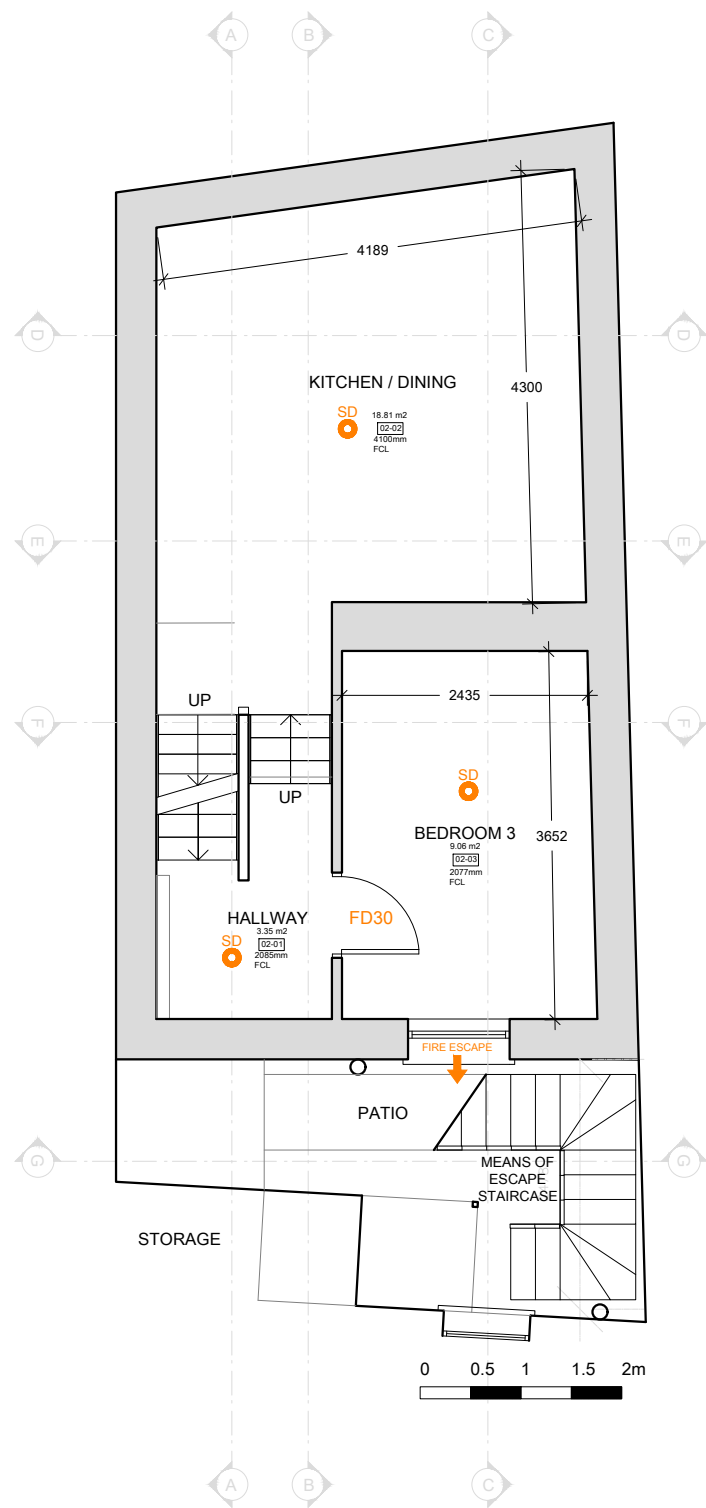 A
B
C
4189
D
D
KITCHEN / DINING
4300
SD
18.81 m2
02-02
4100mm
FCL
E
E
UP
2435
F
F
UP
SD
BEDROOM 3
9.06 m2
02-03
2077mm
FCL
3652
HALLWAY
3.35 m2
SD
02-01
2085mm
FCL
FD30
FIRE ESCAPE
PATIO
MEANS OF
ESCAPE
STAIRCASE
G
G
STORAGE
0 0.5 1 1.5 2m
A
B
C